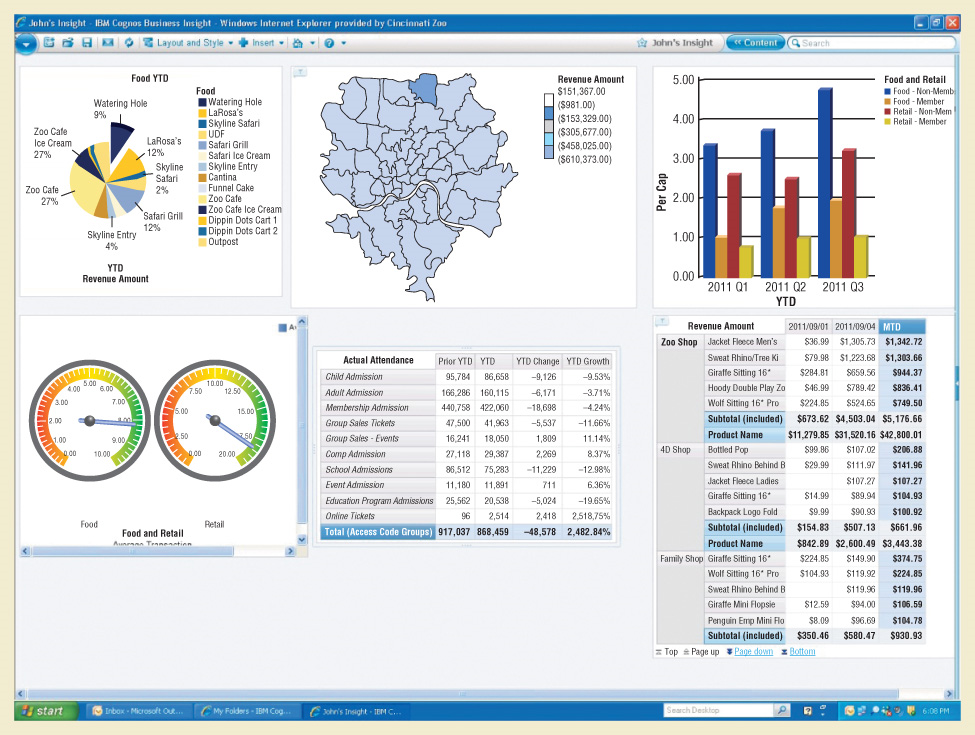 John's Insight - IBM Cognos Business Insight - Windows Internet Explorer provided by Cincinnati Zoo
Layout and Style Insert John's Insight Content Search
Food YTD
Watering Hole
9%
LaRosa's
12%
Skyline
Safari
2%
Safari Grill
12%
Skyline Entry
4%
Zoo Cafe
27%
Zoo Cafe
Ice Cream
27%
YTD
Revenue Amount
Food
Watering Hole
LaRosa's
Skyline Safari
UDF
Safari Grill
Safari Ice Cream
Skyline Entry
Cantina
Funnel Cake
Zoo Cafe
Zoo Cafe Ice Cream
Dippin Dots Cart 1
Dippin Dots Cart 2
Outpost
Revenue Amount
$151,367.00
($981.00)
($153,329.00)
($305,677.00)
($458,025.00)
($610,373.00)
5.00
4.00
3.00
2.00
1.00
0.00
Per Cap
2011 Q1 2011 Q2 2011 Q3
YTD
Food and Retail
Food - Non-Memb
Food - Member
Retail - Non-Mem
Retail - Member
0.00 1.00 2.00 3.00 4.00 5.00 6.00 7.00 8.00 9.00 10.00
0.00 2.50 5.00 7.50 10.00 12.50 15.00 17.50 20.00
Food Retail
Food and Retail
Average Transaction
Actual Attendance Prior YTD YTD YTD Change YTD Growth
Child Admission 95,784 86,658 –9,126 –9.53%
Adult Admission 166,286 160,115 –6,171 –3.71%
Membership Admission 440,758 422,060 –18,698 –4.24%
Group Sales Tickets 47,500 41,963 –5,537 –11.66%
Group Sales - Events 16,241 18,050 1,809 11.14%
Comp Admission 27,118 29,387 2,269 8.37%
School Admissions 86,512 75,283 –11,229 –12.98%
Event Admission 11,180 11,891 711 6.36%
Education Program Admissions 25,562 20,538 –5,024 –19.65%
Online Tickets 96 2,514 2,418 2,518,75%
Total (Access Code Groups) 917,037 868,459 –48,578 2,482.84%
Revenue Amount 2011/09/01 2011/09/04 MTD
Zoo Shop Jacket Fleece Men's $36.99 $1,305.73 $1,342.72
Sweat Rhino/Tree Ki $79.98 $1,223.68 $1,303.66
Giraffe Sitting 16* $284.81 $659.56 $944.37
Hoody Double Play Zo $46.99 $789.42 $836.41
Wolf Sitting 16* Pro $224.85 $524.65 $749.50
Subtotal (included) $673.62 $4,503.04 $5,176.66
Product Name $11,279.85 $31,520.16 $42,800.01
4D Shop Bottled Pop $99.86 $107.02 $206.88
Sweat Rhino Behind B $29.99 $111.97 $141.96
Jacket Fleece Ladies $107.27 $107.27
Giraffe Sitting 16* $14.99 $89.94 $104.93
Backpack Logo Fold $9.99 $90.93 $100.92
Subtotal (included) $154.83 $507.13 $661.96
Product Name $842.89 $2,600.49 $3,443.38
Family Shop Giraffe Sitting 16* $224.85 $149.90 $374.75
Wolf Sitting 16* Pro $104.93 $119.92 $224.85
Sweat Rhino Behind B $119.96 $119.96
Giraffe Mini Flopsie $12.59 $94.00 $106.59
Penguin Emp Mini Flo $8.09 $96.69 $104.78
Subtotal (included) $350.46 $580.47 $930.93
Top Page up Page down Bottom
start Inbox - Microsoft Out... My Folders - IBM Cog... John's Insight - IBM C... Search Desktop 6:08 PM